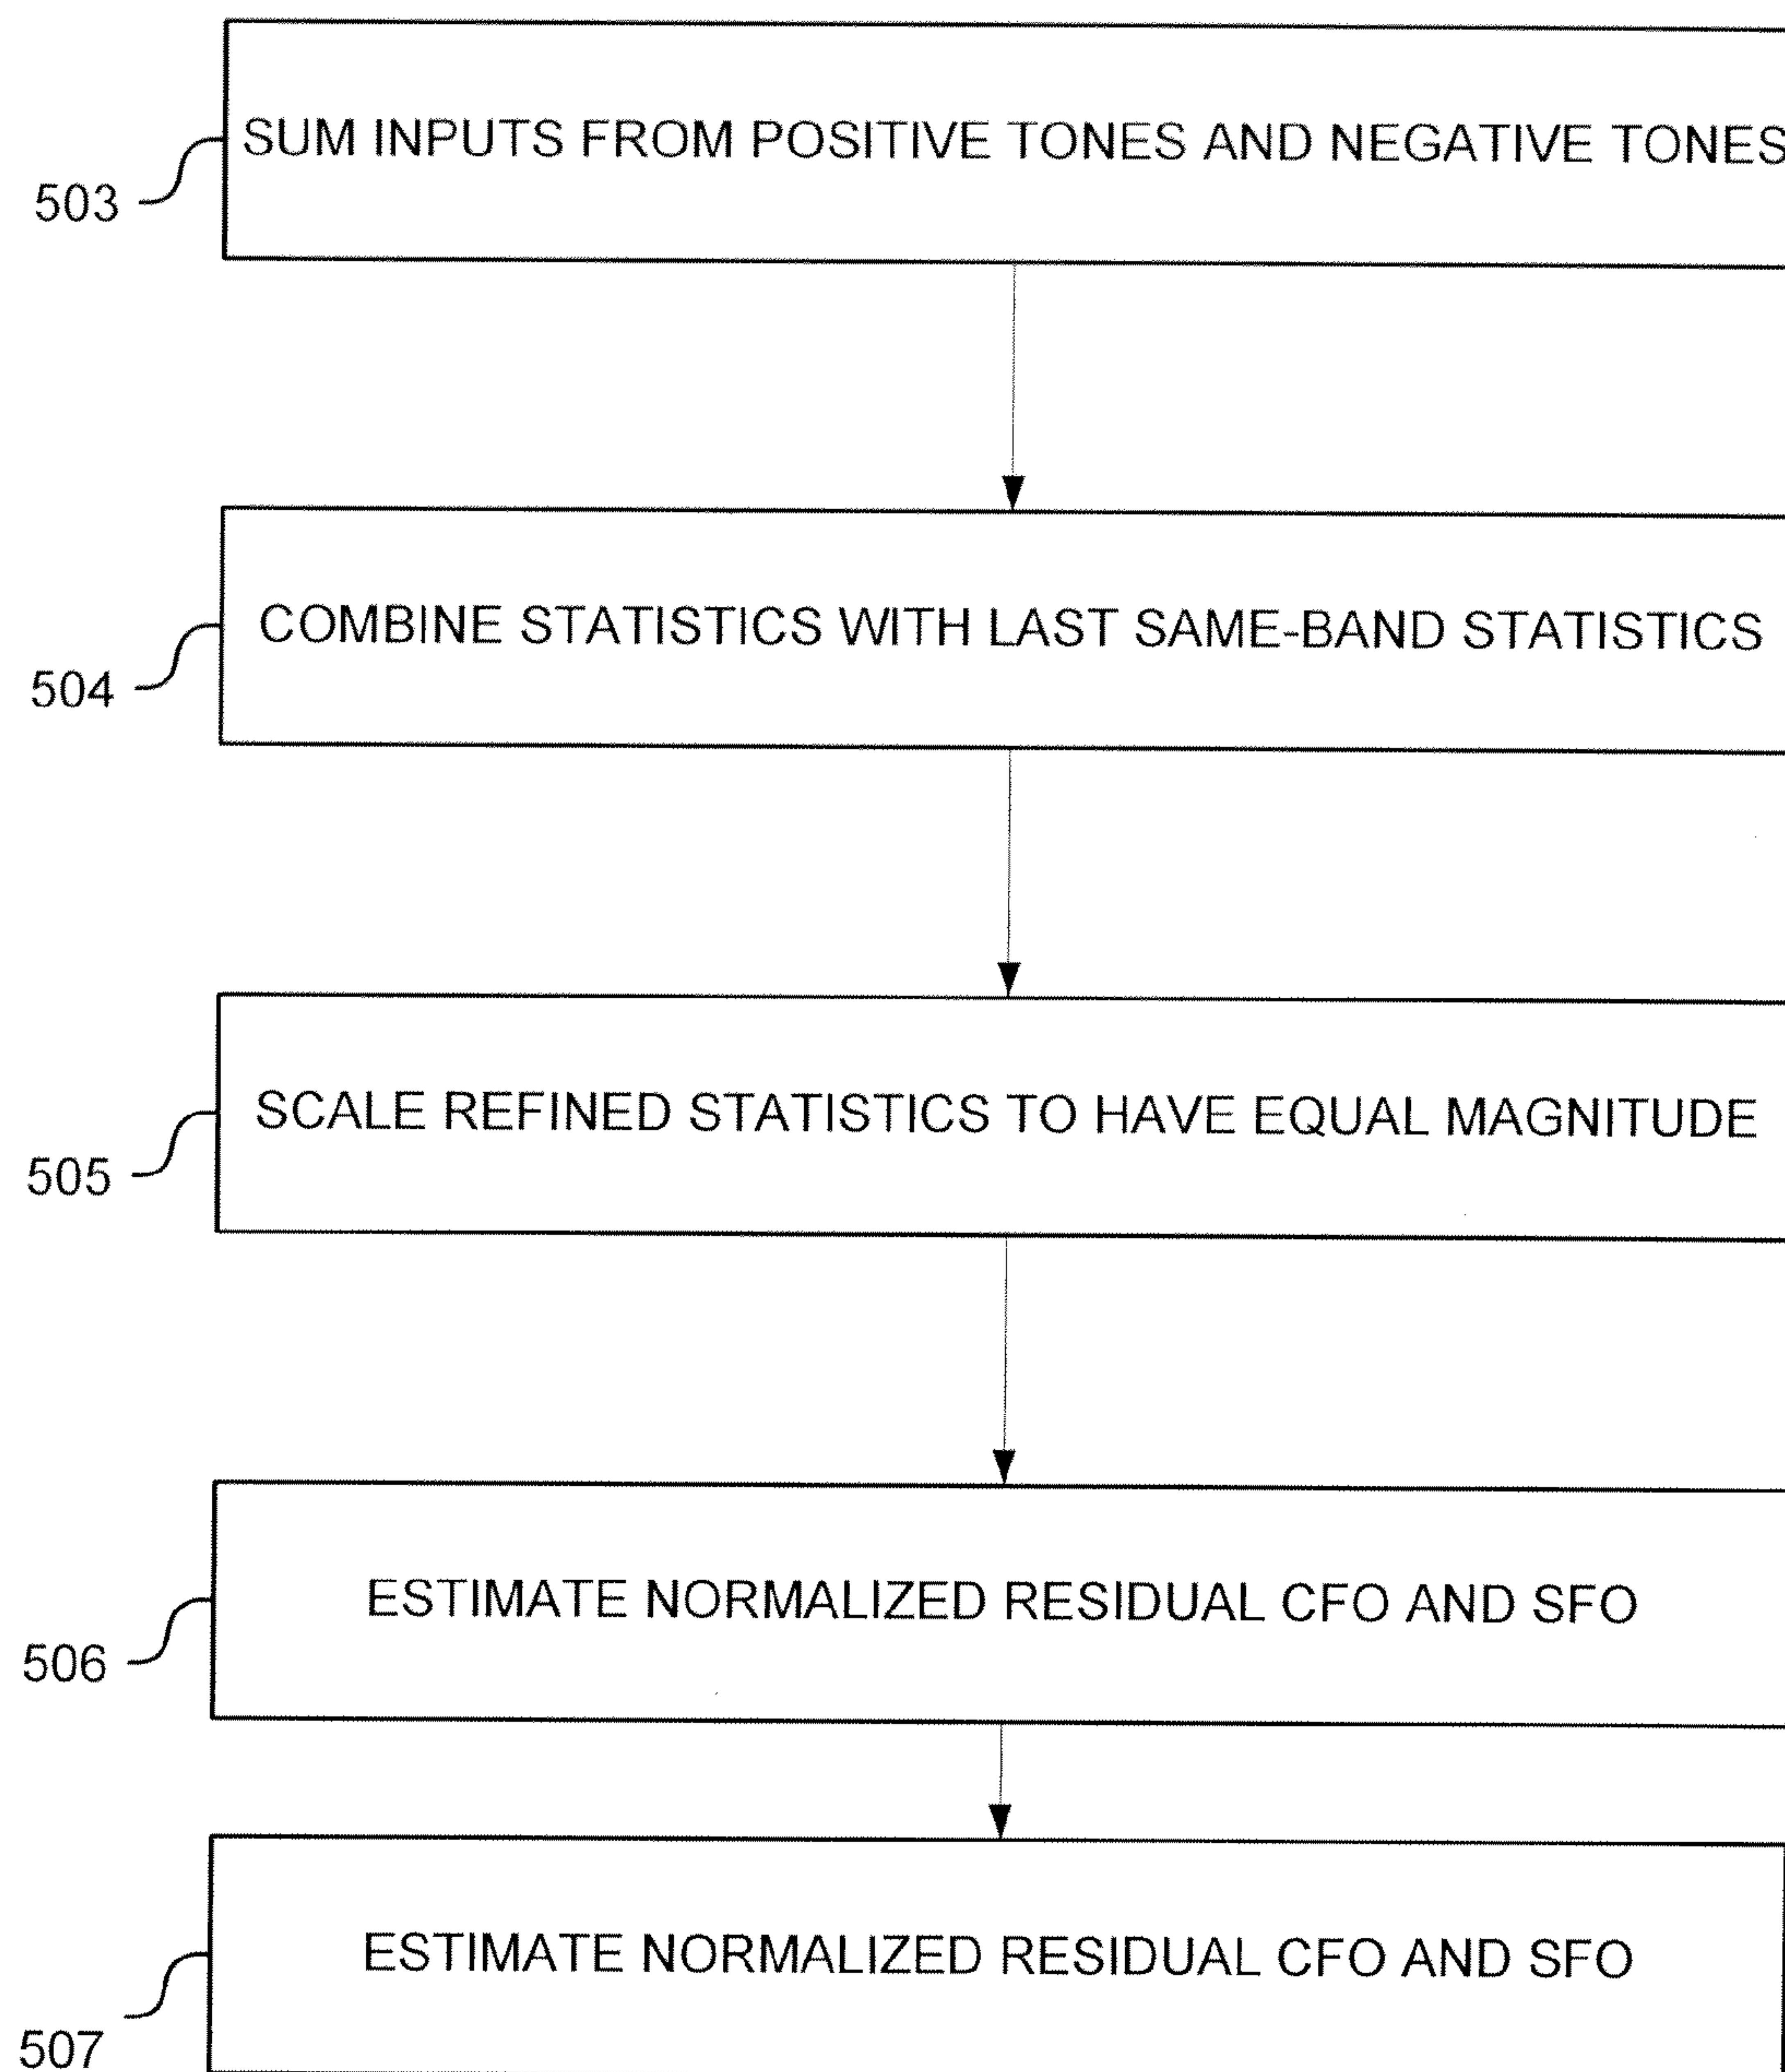 SUM INPUTS FROM POSITIVE TONES AND NEGATIVE TONES
503
COMBINE STATISTICS WITH LAST SAME-BAND STATISTICS
504
SCALE REFINED STATISTICS TO HAVE EQUAL MAGNITUDE
505
ESTIMATE NORMALIZED RESIDUAL CFO AND SFO
506
ESTIMATE NORMALIZED RESIDUAL CFO AND SFO
507